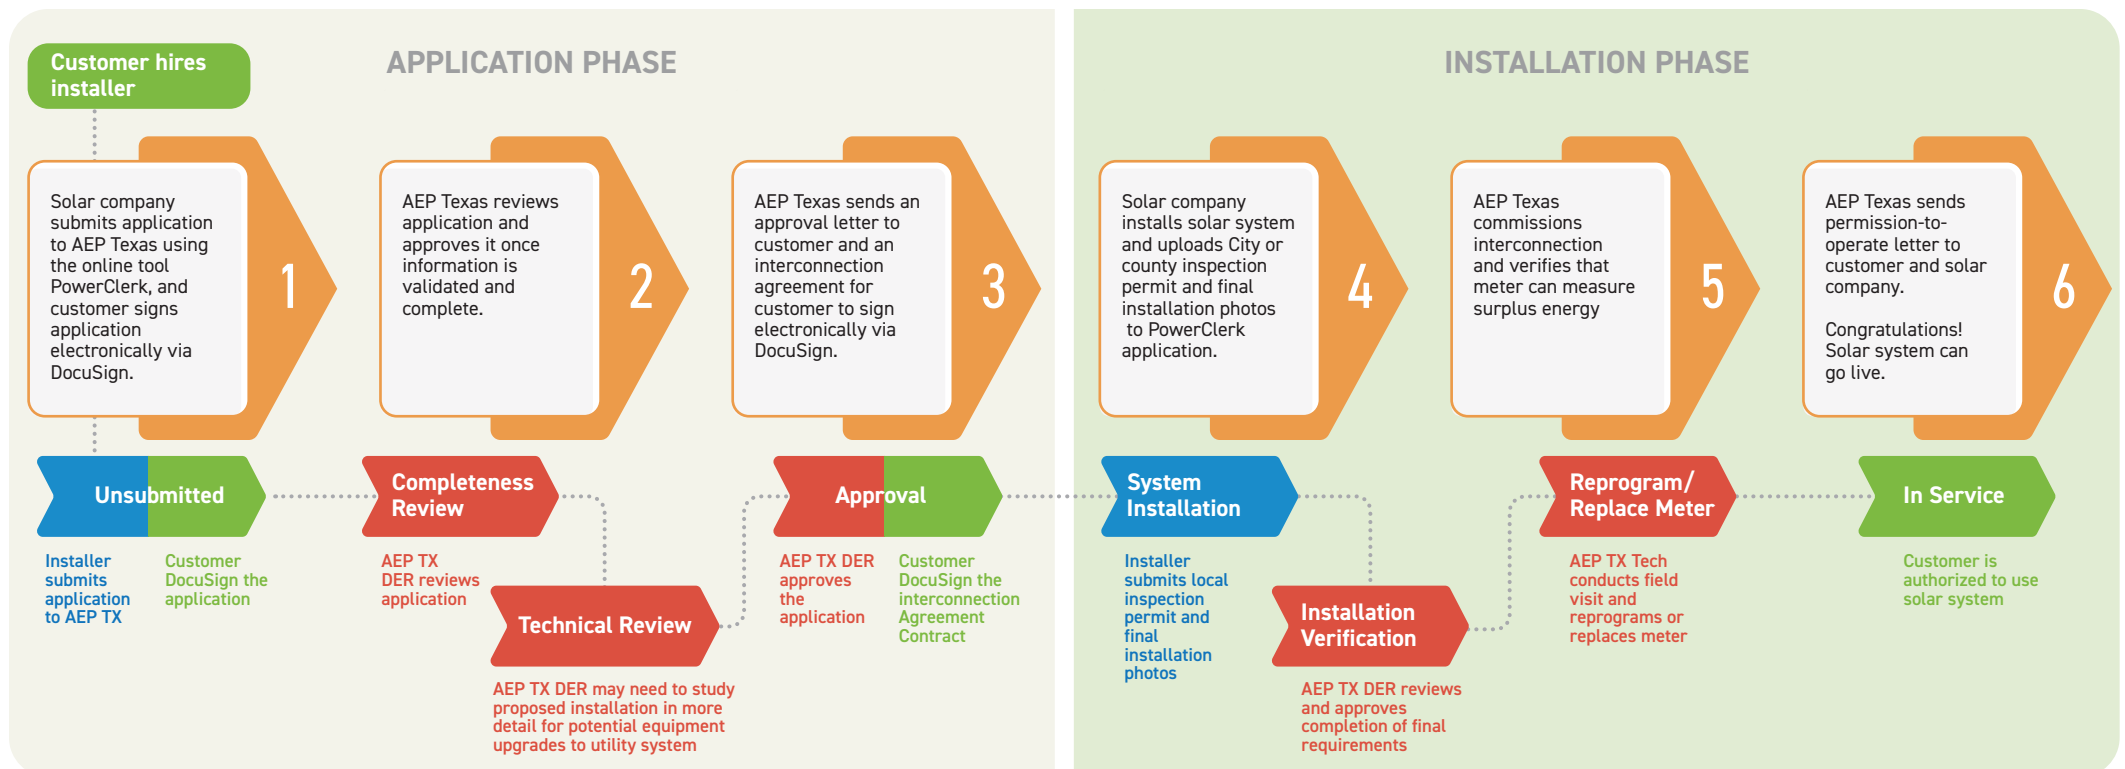 Customer hires
installer
APPLICATION PHASE
Solar company
submits application
to AEP Texas using
the online tool
PowerClerk, and
customer signs
application
electronically via
DocuSign.
1
AEP Texas reviews
application and
approves it once
information is
validated and
complete.
2
AEP Texas sends an
approval letter to
customer and an
interconnection
agreement for
customer to sign
electronically via
DocuSign.
3
Unsubmitted
Installer
submits
application
to AEP TX
Customer
DocuSign the
application
Completeness
Review
AEP TX
DER reviews
application
Technical Review
AEP TX DER may need to study
proposed installation in more
detail for potential equipment
upgrades to utility system
Approval
AEP TX DER
approves
the
application
Customer
DocuSign the
interconnection
Agreement
Contract
INSTALLATION PHASE
Solar company
installs solar system
and uploads City or
county inspection
permit and final
installation photos
to PowerClerk
application.
4
AEP Texas
commissions
interconnection
and verifies that
meter can measure
surplus energy
5
AEP Texas sends
permission-to-
operate letter to
customer and solar
company.
Congratulations!
Solar system can
go live.
6
System
Installation
Installer
submits local
inspection
permit and
final
installation
photos
Installation
Verification
AEP TX DER reviews
and approves
completion of final
requirements
Reprogram/
Replace Meter
AEP TX Tech
conducts field
visit and
reprograms or
replaces meter
In Service
Customer is
authorized to use
solar system